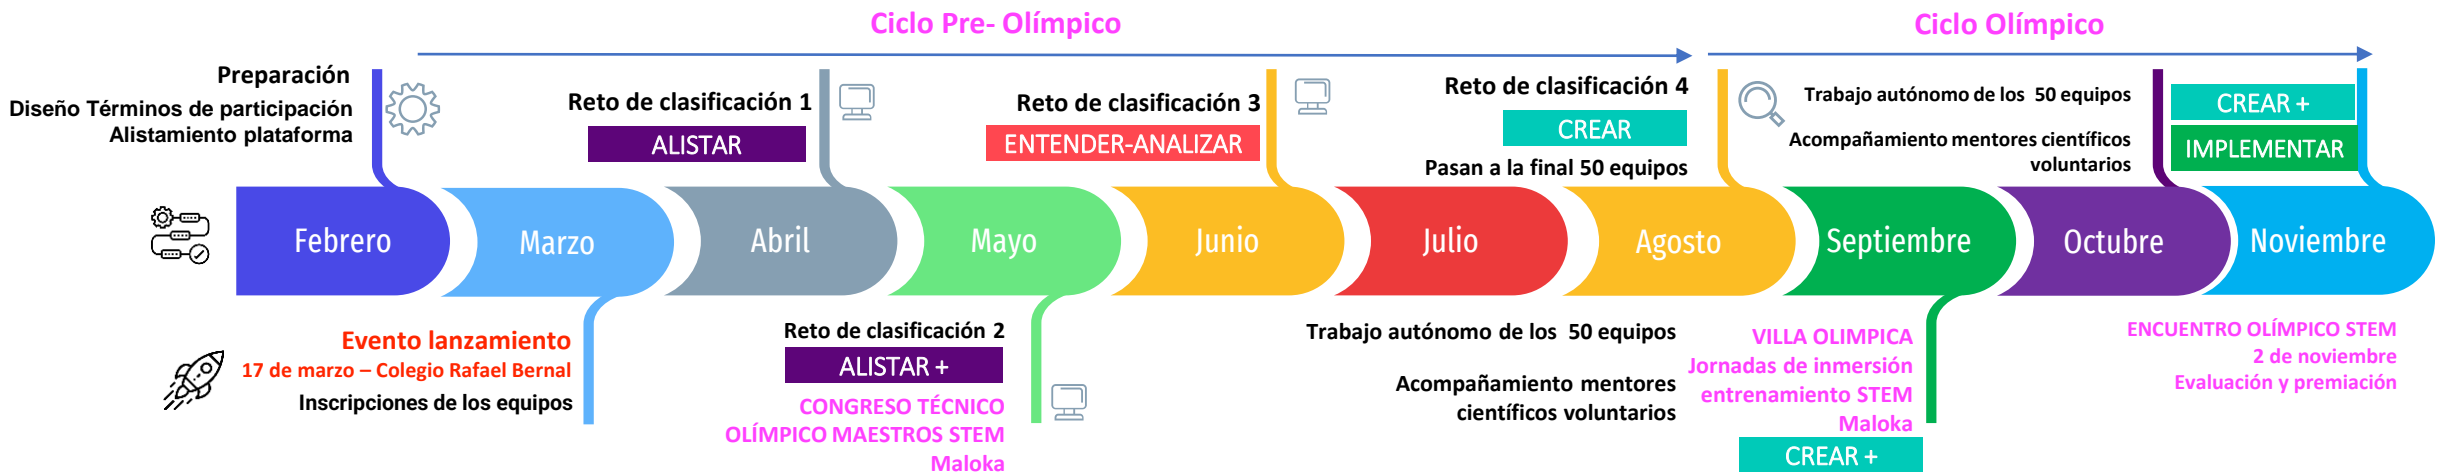 Ciclo Pre- Olímpico
Ciclo Olímpico
Preparación
Diseño Términos de participación
Alistamiento plataforma
Reto de clasificación 1
ALISTAR
Reto de clasificación 3
ENTENDER-ANALIZAR
Reto de clasificación 4
CREAR
Pasan a la final 50 equipos
Trabajo autónomo de los 50 equipos
Acompañamiento mentores científicos
voluntarios
CREAR +
IMPLEMENTAR
Febrero
Marzo
Abril
Mayo
Junio
Julio
Agosto
Septiembre
Octubre
Noviembre
Evento lanzamiento
17 de marzo – Colegio Rafael Bernal
Inscripciones de los equipos
Reto de clasificación 2
ALISTAR +
CONGRESO TÉCNICO
OLÍMPICO MAESTROS STEM
Maloka
Trabajo autónomo de los 50 equipos
Acompañamiento mentores
científicos voluntarios
VILLA OLIMPICA
Jornadas de inmersión
entrenamiento STEM
Maloka
CREAR +
ENCUENTRO OLÍMPICO STEM
2 de noviembre
Evaluación y premiación